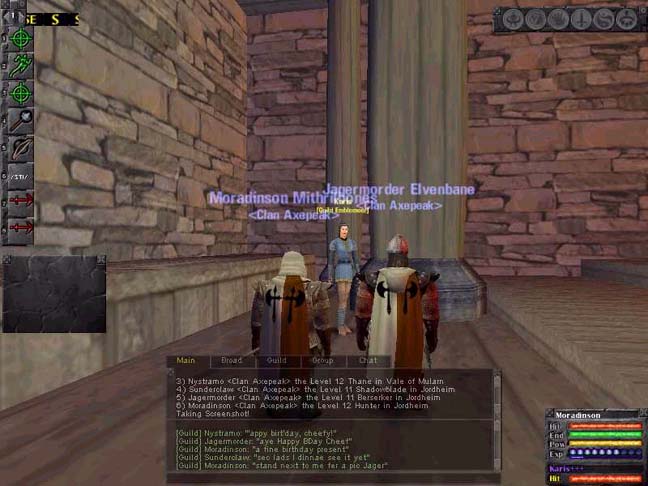 SE S S
Moradinson
Jagermorder Elvenbane
<Clan Axepeak>
<Clan Axepeak>
[Guild Emblemeer]
/STI/
Main Broad Guild Group Chat
3) Nystramo <Clan Axepeak> the Level 12 Thane in Vale of Mularn
4) Sunderclaw <Clan Axepeak> the Level 11 Shadowblade in Jordheim
5) Jagermorder <Clan Axepeak> the Level 11 Berserker in Jordheim
6) Moradinson <Clan Axepeak> the Level 12 Hunter in Jordheim
Taking Screenshot!
[Guild] Nystramo: "'appy birt'day, cheefy!"
[Guild] Jagermorder: "aye Happy BDay Cheef"
[Guild] Moradinson: "a fine birthday present"
[Guild] Sunderclaw: "seo lads I dinnae see it yet"
[Guild] Moradinson: "stand next to me fer a pic Jager"
Moradinson
Hit
End
Pow
Exp
Karis+++
Hit